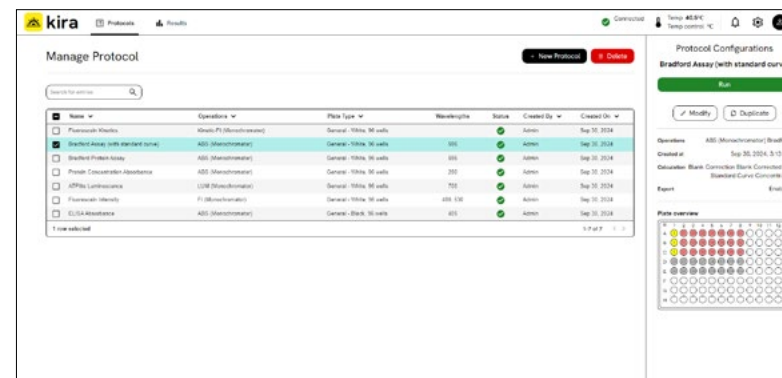 kira
Protocols
Results
Connected
Temp 40.5°C
Temp control °C
Manage Protocol
+ New Protocol
Delete
Search for entries
Name Operations Plate Type Wavelengths Status Created By Created On
Fluorescein Kinetics Kinetic FI (Monochromator) General - White, 96 wells Admin Sep 30, 2024
Bradford Assay (with standard curve) ABS (Monochromator) General - White, 96 wells 595 Admin Sep 30, 2024
Bradford Protein Assay ABS (Monochromator) General - White, 96 wells 595 Admin Sep 30, 2024
Protein Concentration Absorbance ABS (Monochromator) General - White, 96 wells Admin Sep 30, 2024
ATPlite Luminescence LUM (Monochromator) General - White, 96 wells 700 Admin Sep 30, 2024
Fluorescein Intensity FI (Monochromator) General - White, 96 wells Admin Sep 30, 2024
ELISA Absorbance ABS (Monochromator) General - Black, 96 wells Admin Sep 30, 2024
1 row selected
1-7 of 7
Protocol Configurations
Bradford Assay (with standard curv
Run
Modify
Duplicate
Operations ABS (Monochromator) Bradf
Created at Sep 30, 2024, 3:13
Calculation Blank Correction Blank Corrected
Standard Curve Concentr
Export Enab
Plate overview